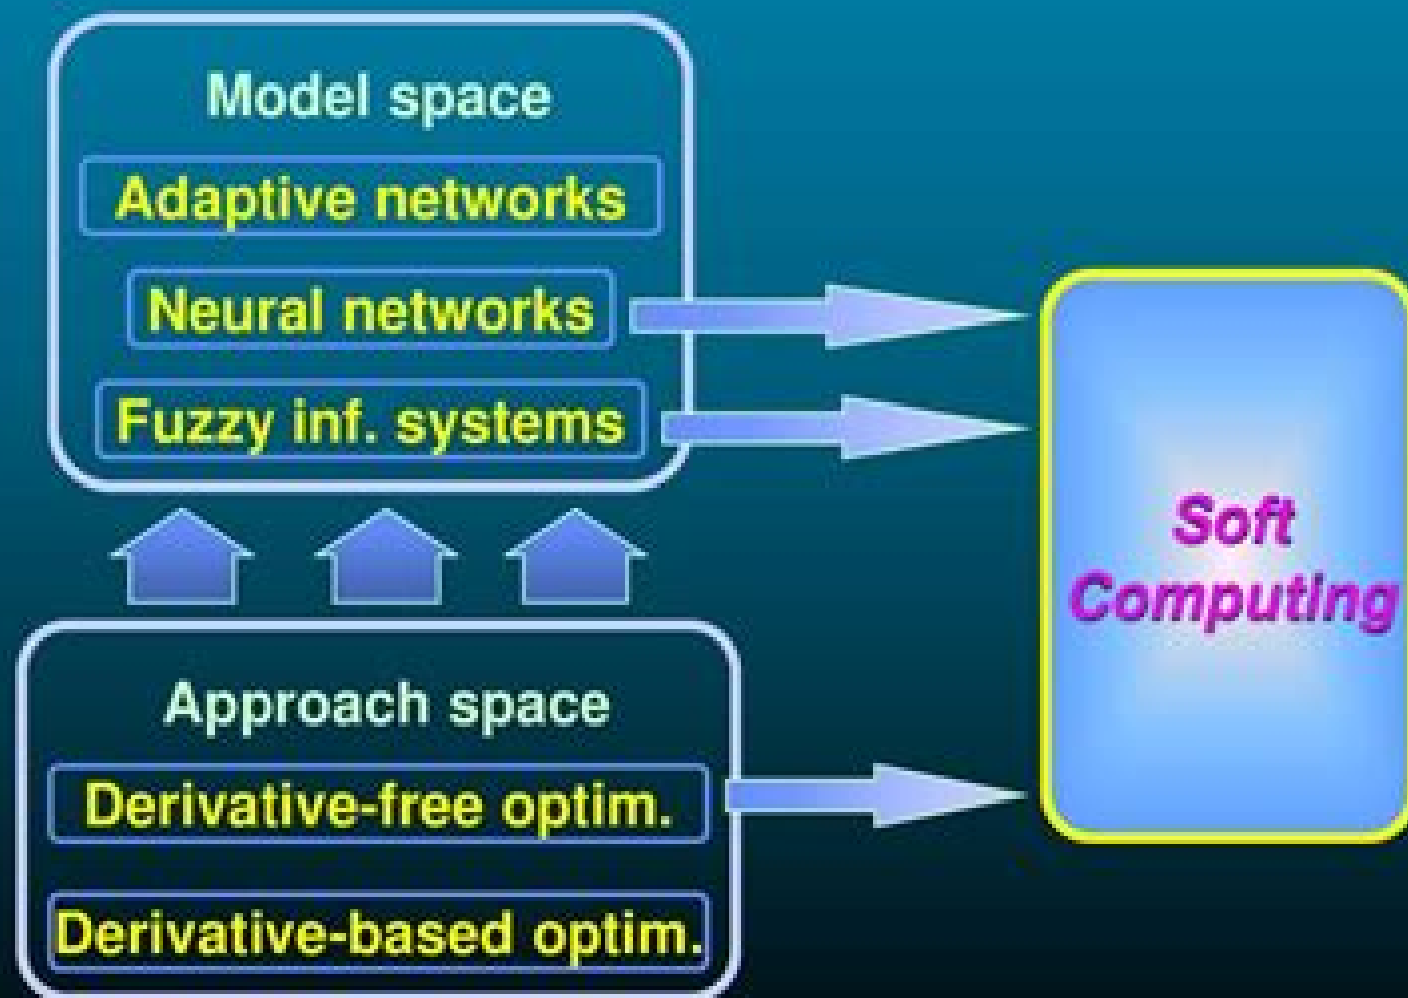 Model space
Adaptive networks
Neural networks
Fuzzy inf. systems
Approach space
Derivative-free optim.
Derivative-based optim.
Soft
Computing